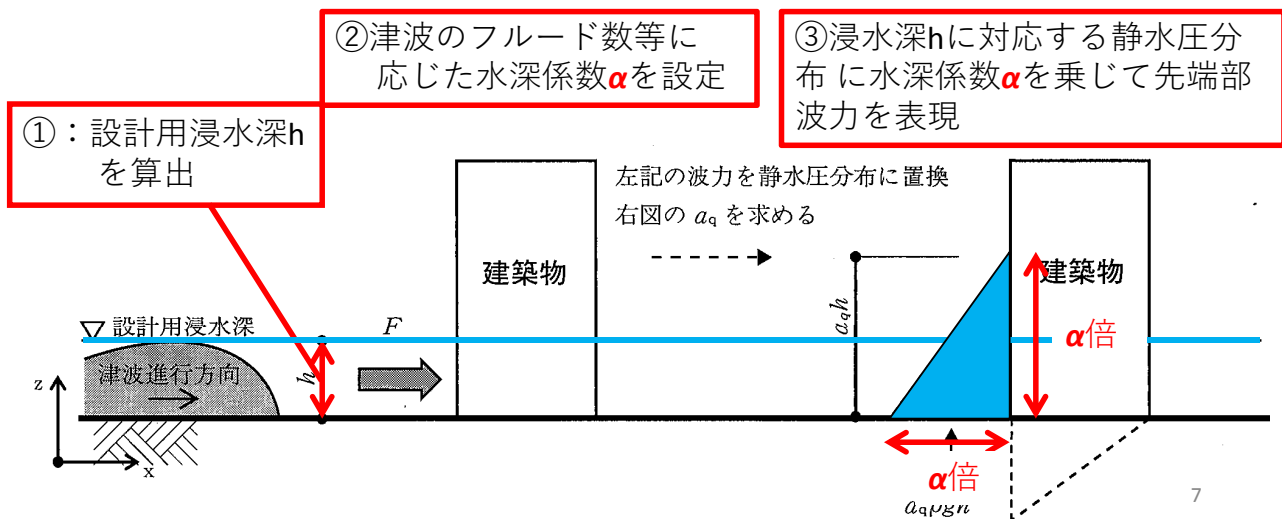 ②津波のフルード数等に
応じた水深係数αを設定
③浸水深hに対応する静水圧分
布 に水深係数αを乗じて先端部
波力を表現
①：設計用浸水深h
を算出
左記の波力を静水圧分布に置換
右図の aq を求める
建築物
建築物
aqh
▽ 設計用浸水深
F
α倍
津波進行方向
h
z
x
α倍
7